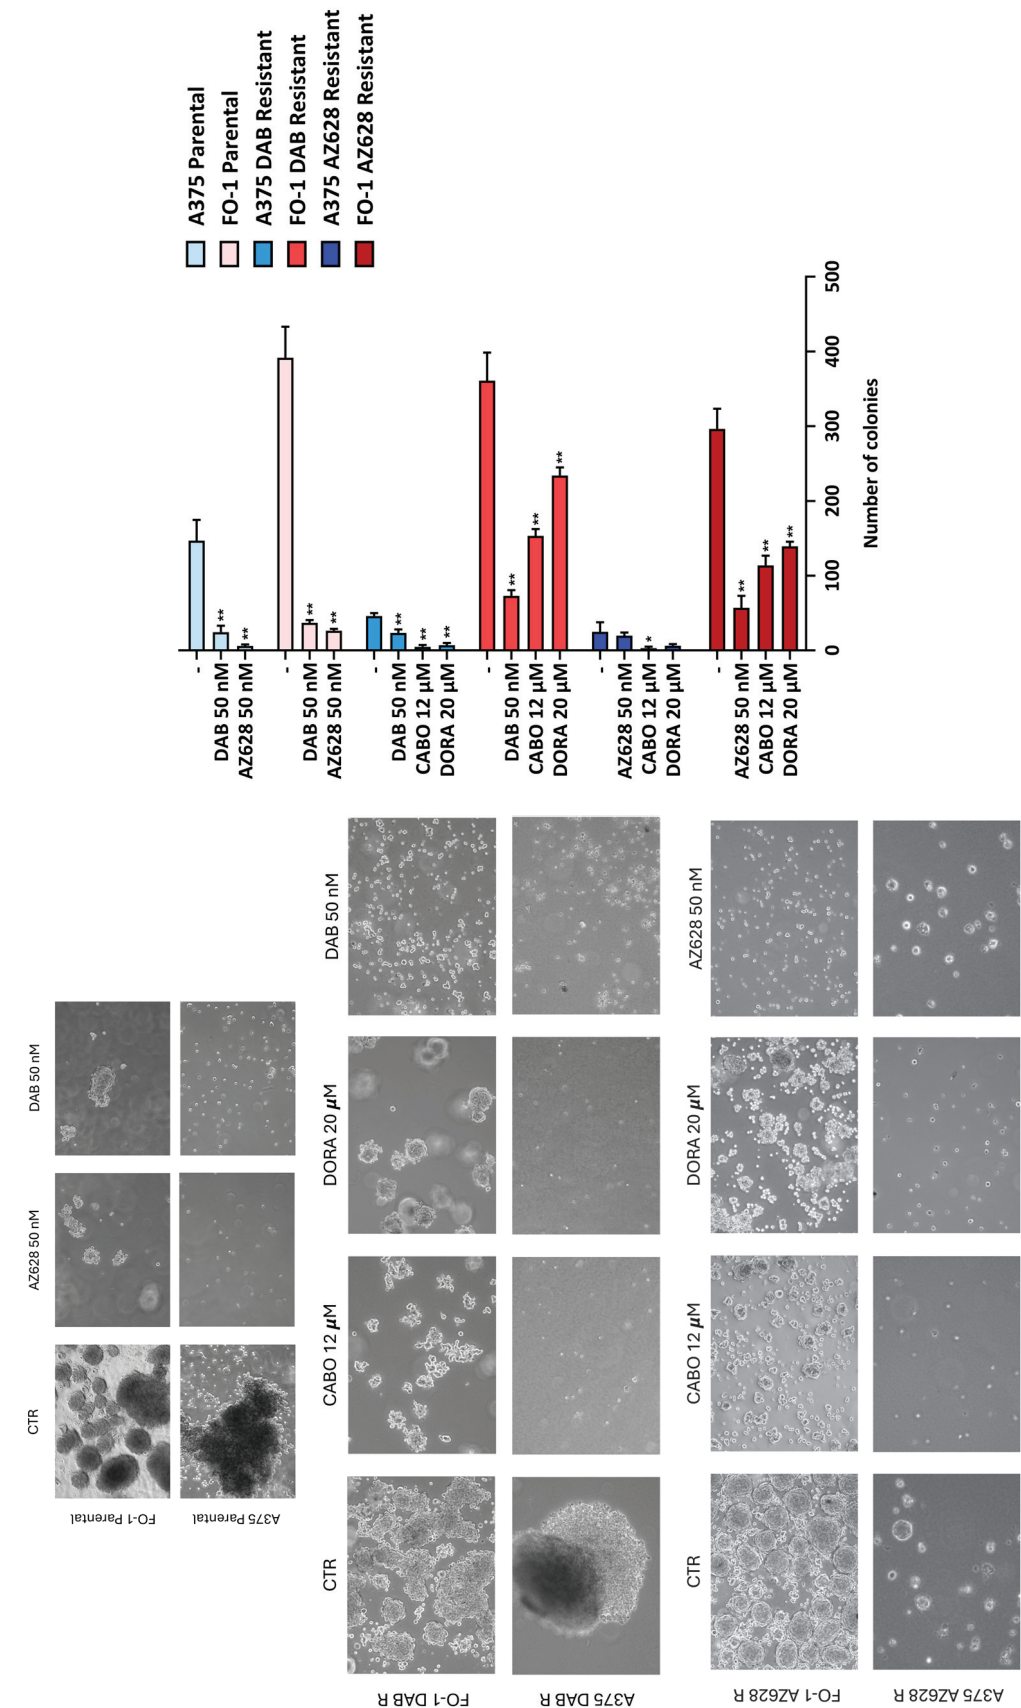 CTR
AZ628 50 nM
DAB 50 nM
FO-1 Parental
A375 Parental
CTR
CABO 12 μM
DORA 20 μM
DAB 50 nM
FO-1 DAB R
A375 DAB R
CTR
CABO 12 μM
DORA 20 μM
AZ628 50 nM
FO-1 AZ628 R
A375 AZ628 R
-
DAB 50 nM
**
AZ628 50 nM
**
-
DAB 50 nM
**
AZ628 50 nM
**
-
DAB 50 nM
**
CABO 12 μM
**
DORA 20 μM
**
-
DAB 50 nM
**
CABO 12 μM
**
DORA 20 μM
**
-
AZ628 50 nM
CABO 12 μM
*
DORA 20 μM
-
AZ628 50 nM
**
CABO 12 μM
**
DORA 20 μM
**
0
100
200
300
400
500
Number of colonies
A375 Parental
FO-1 Parental
A375 DAB Resistant
FO-1 DAB Resistant
A375 AZ628 Resistant
FO-1 AZ628 Resistant